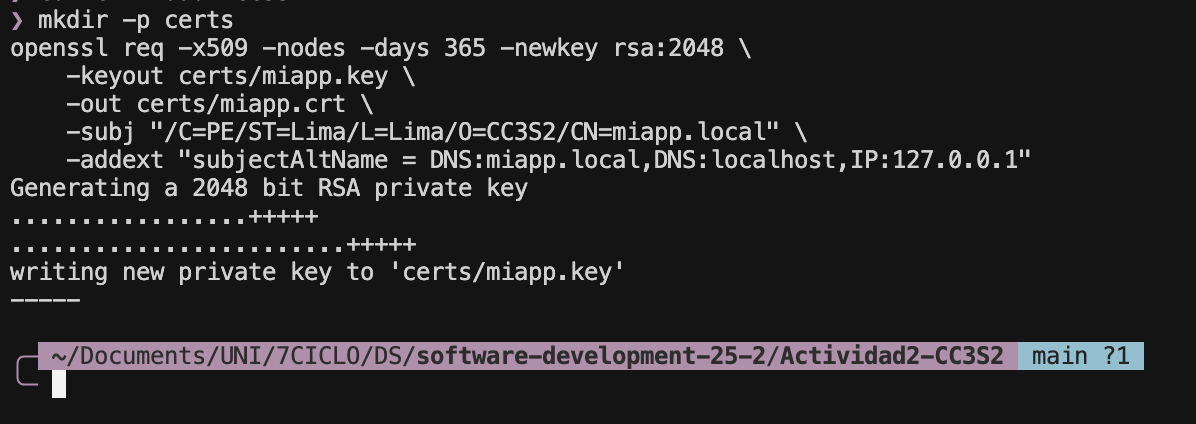 ❯ mkdir -p certs
openssl req -x509 -nodes -days 365 -newkey rsa:2048 \
    -keyout certs/miapp.key \
    -out certs/miapp.crt \
    -subj "/C=PE/ST=Lima/L=Lima/O=CC3S2/CN=miapp.local" \
    -addext "subjectAltName = DNS:miapp.local,DNS:localhost,IP:127.0.0.1"
Generating a 2048 bit RSA private key
.................+++++
........................+++++
writing new private key to 'certs/miapp.key'
-----
~/Documents/UNI/7CICLO/DS/software-development-25-2/Actividad2-CC3S2 main ?1